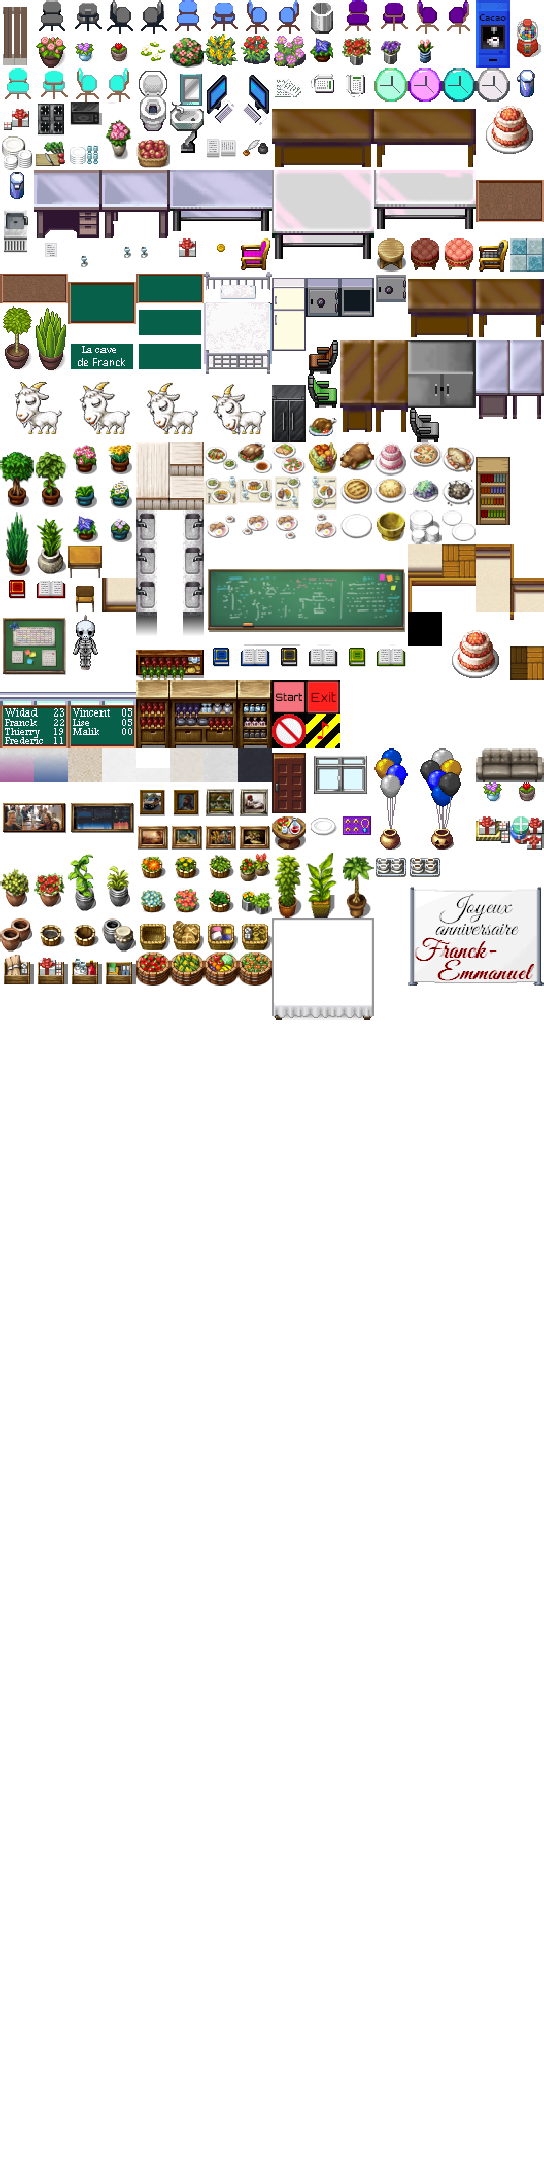 Cacao
La cave
de Franck
Widad 23
Franck 22
Thierry 19
Frederic 11
Vincent 05
Lise 05
Malik 00
Start
Exit
Joyeux
anniversaire
Franck-
Emmanuel